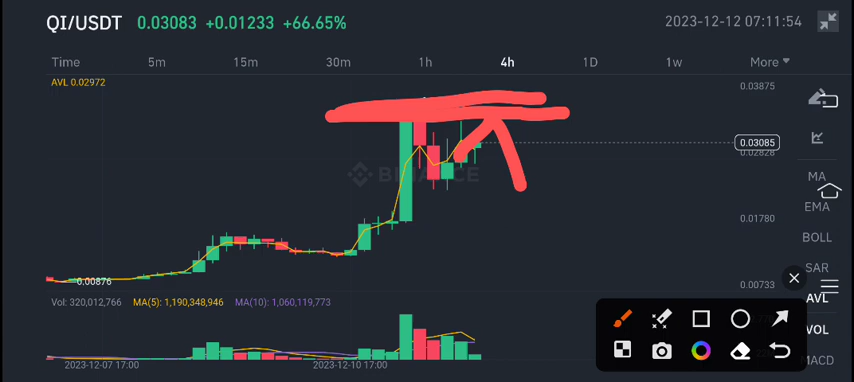 QI/USDT 0.03083 +0.01233 +66.65% 2023-12-12 07:11:54
Time 5m 15m 30m 1h 4h 1D 1w More
AVL 0.02972
0.03875
0.03085
0.02828
BINANCE
MA
EMA
0.01780
BOLL
SAR
0.00876
0.00733
AVL
Vol: 320,012,766 MA(5): 1,190,348,946 MA(10): 1,060,119,773
VOL
MACD
2023-12-07 17:00 2023-12-10 17:00